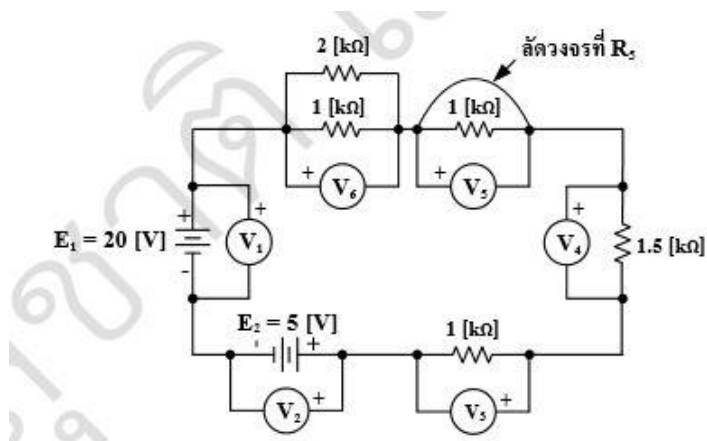 2 [kΩ]
ลัดวงจรที่ R₅
1 [kΩ]
1 [kΩ]
+ V₆
+ V₅
+
E₁ = 20 [V]
-
+
V₁
+
V₄
1.5 [kΩ]
E₂ = 5 [V]
- +
1 [kΩ]
V₂ +
V₅ +